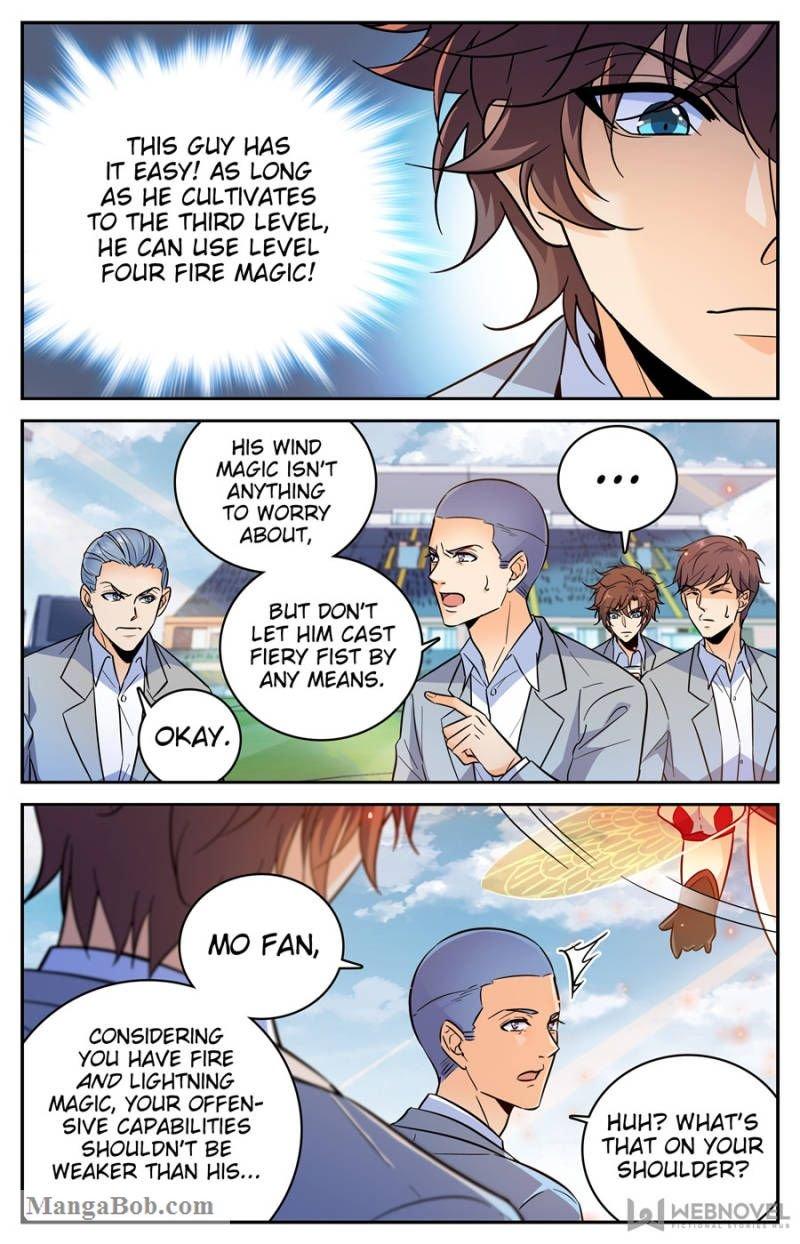 THIS GUY HAS
IT EASY! AS LONG
AS HE CULTIVATES
TO THE THIRD LEVEL,
HE CAN USE LEVEL
FOUR FIRE MAGIC!
HIS WIND
MAGIC ISN'T
ANYTHING
TO WORRY
ABOUT,
...
BUT DON'T
LET HIM CAST
FIERY FIST BY
ANY MEANS.
OKAY.
MO FAN,
CONSIDERING
YOU HAVE FIRE
AND LIGHTNING
MAGIC, YOUR OFFEN-
SIVE CAPABILITIES
SHOULDN'T BE
WEAKER THAN HIS...
HUH? WHAT'S
THAT ON YOUR
SHOULDER?
MangaBob.com
WEBNOVEL
FICTIONAL STORIES HUB